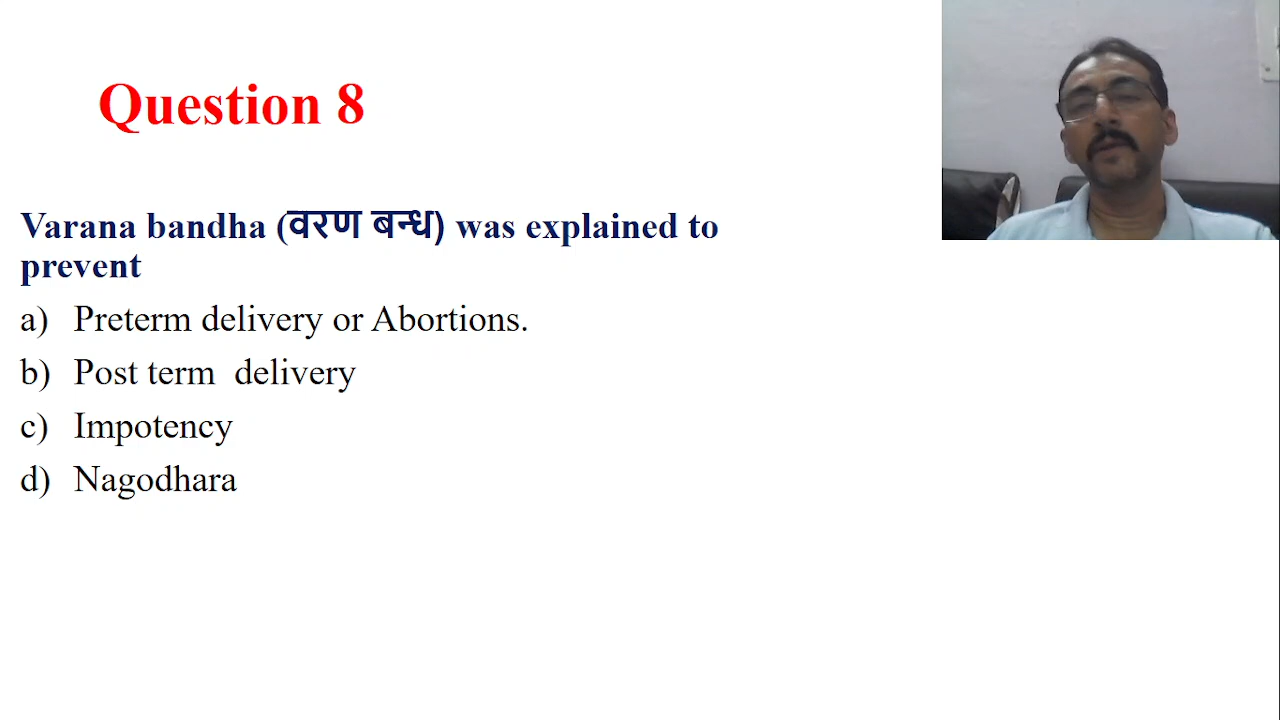 Question 8
Varana bandha (वरण बन्ध) was explained to
prevent
a) Preterm delivery or Abortions.
b) Post term delivery
c) Impotency
d) Nagodhara